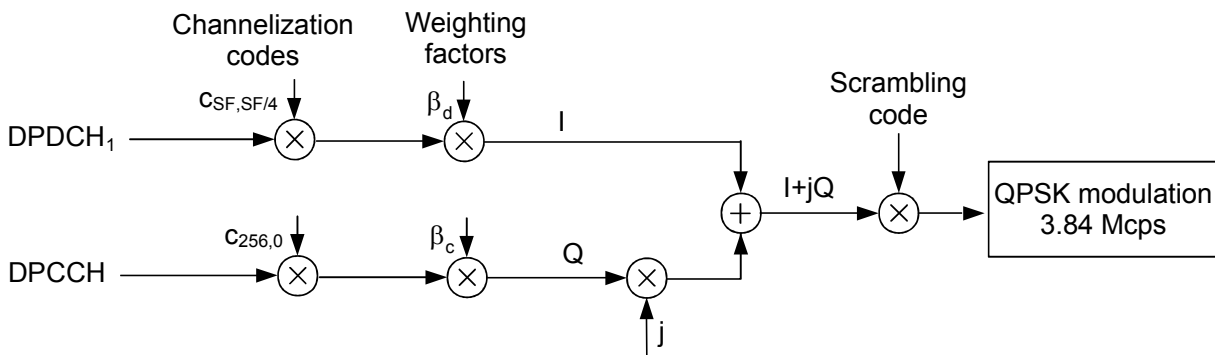 Channelization
codes
Weighting
factors
Scrambling
code
cSF,SF/4
βd
I
DPDCH1
I+jQ
QPSK modulation
3.84 Mcps
c256,0
βc
Q
DPCCH
j